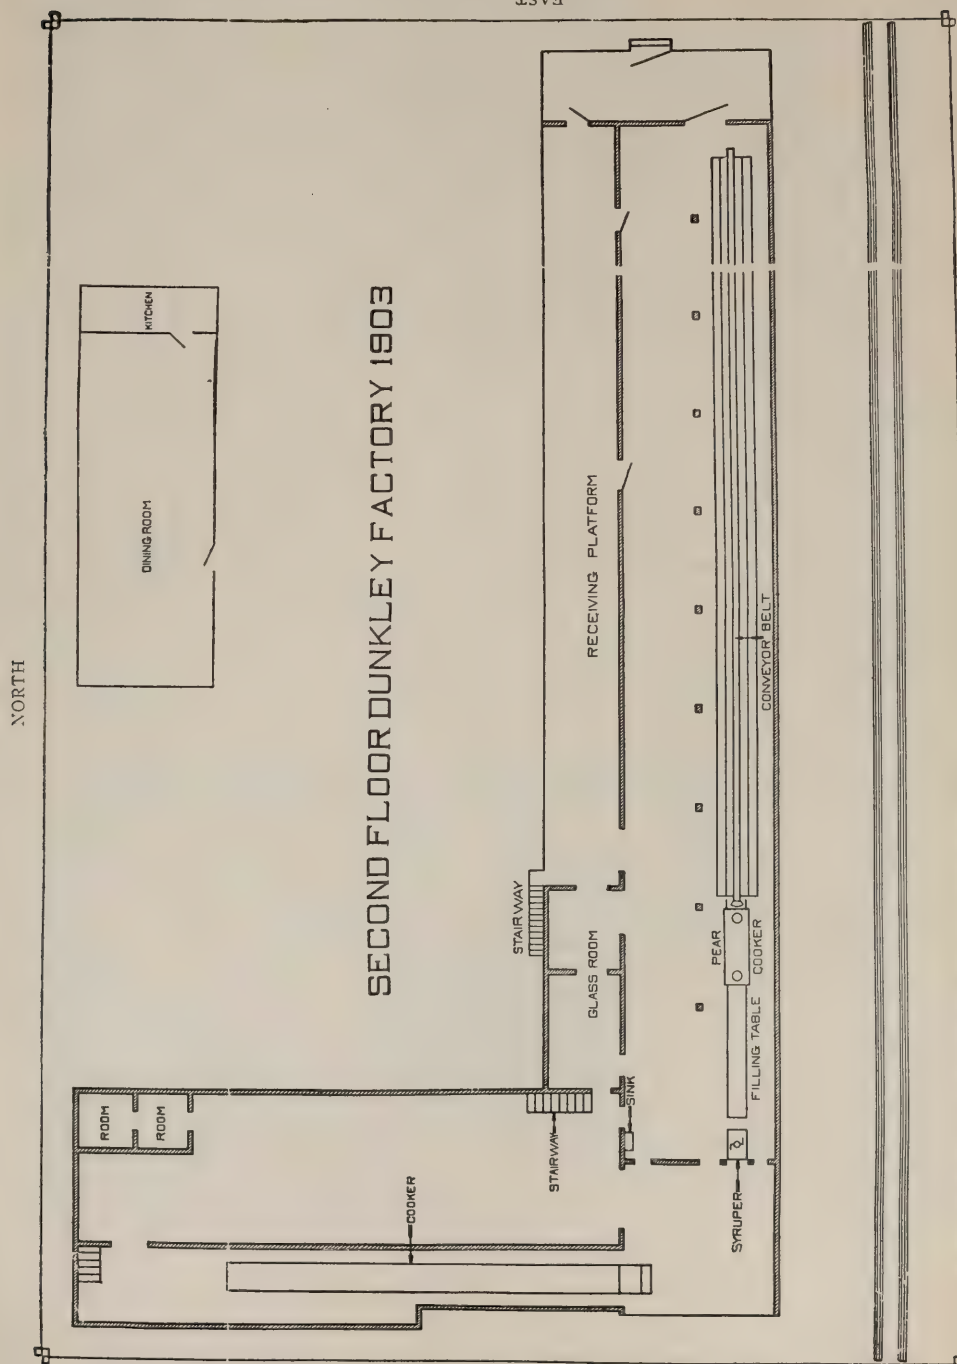 EAST
NORTH
SECOND FLOOR DUNKLEY FACTORY 1903
KITCHEN
DINING ROOM
RECEIVING PLATFORM
CONVEYOR BELT
STAIRWAY
GLASS ROOM
PEAR
COOKER
FILLING TABLE
SINK
ROOM
ROOM
STAIRWAY
COOKER
SYRUPER